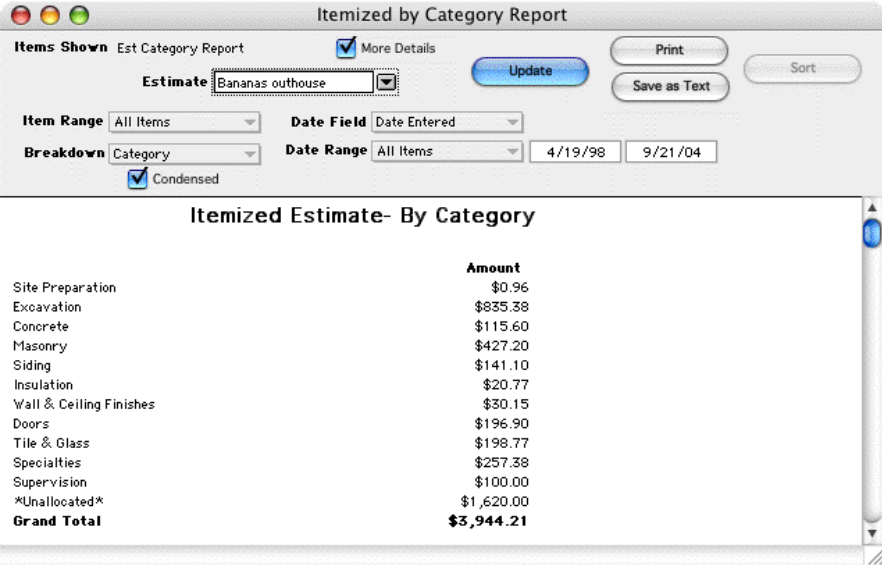 Itemized by Category Report
Items Shown Est Category Report More Details Print
Estimate Bananas outhouse Update Save as Text Sort
Item Range All Items Date Field Date Entered
Breakdown Category Date Range All Items 4/19/98 9/21/04
Condensed
Itemized Estimate- By Category
Amount
Site Preparation $0.96
Excavation $835.38
Concrete $115.60
Masonry $427.20
Siding $141.10
Insulation $20.77
Wall & Ceiling Finishes $30.15
Doors $196.90
Tile & Glass $198.77
Specialties $257.38
Supervision $100.00
*Unallocated* $1,620.00
Grand Total $3,944.21